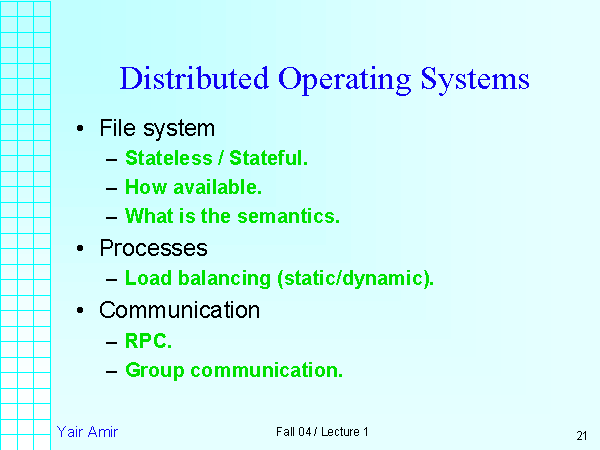 Distributed Operating Systems
• File system
– Stateless / Stateful.
– How available.
– What is the semantics.
• Processes
– Load balancing (static/dynamic).
• Communication
– RPC.
– Group communication.
Yair Amir
Fall 04 / Lecture 1
21